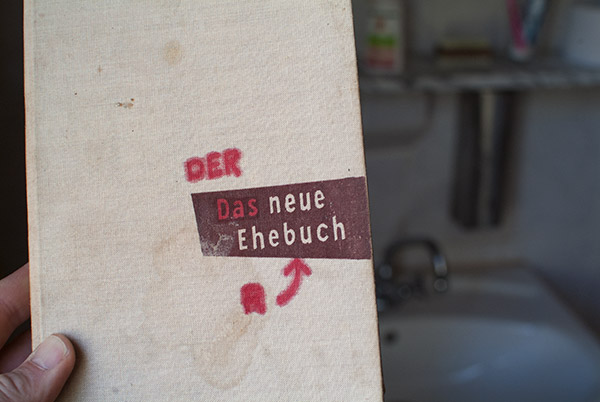 DER
Das neue
Ehebuch
R